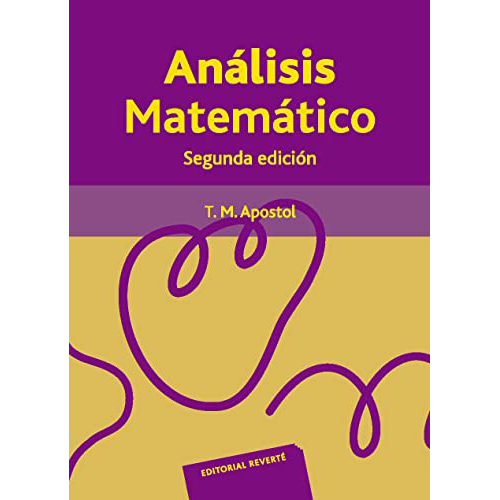 Análisis
Matemático
Segunda edición
T. M. Apostol
EDITORIAL REVERTÉ